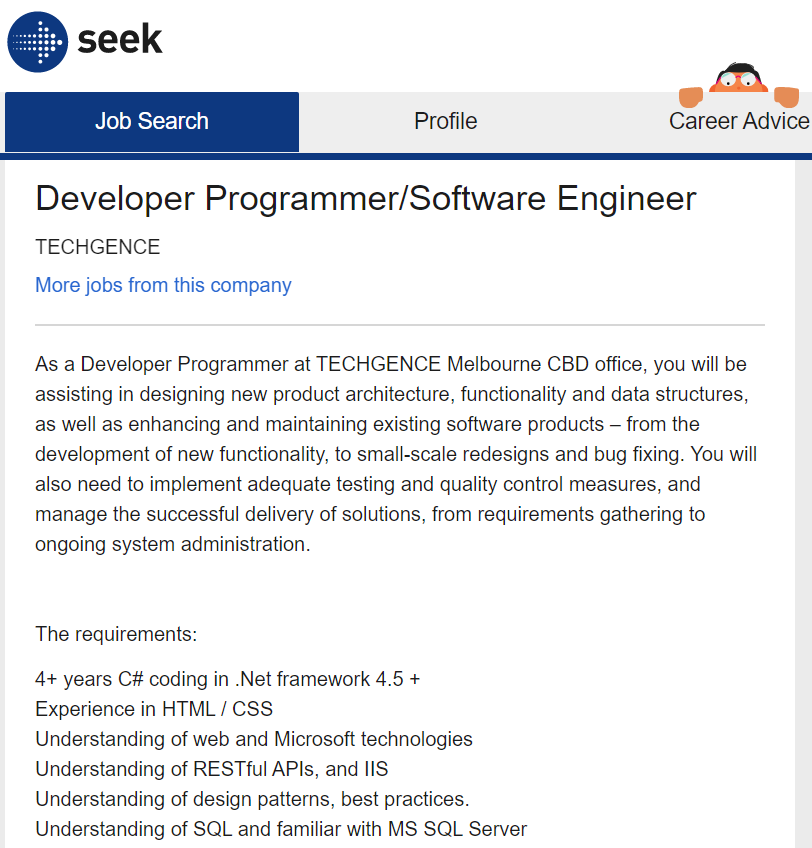 seek
Job Search
Profile
Career Advice
Developer Programmer/Software Engineer
TECHGENCE
More jobs from this company
As a Developer Programmer at TECHGENCE Melbourne CBD office, you will be
assisting in designing new product architecture, functionality and data structures,
as well as enhancing and maintaining existing software products – from the
development of new functionality, to small-scale redesigns and bug fixing. You will
also need to implement adequate testing and quality control measures, and
manage the successful delivery of solutions, from requirements gathering to
ongoing system administration.
The requirements:
4+ years C# coding in .Net framework 4.5 +
Experience in HTML / CSS
Understanding of web and Microsoft technologies
Understanding of RESTful APIs, and IIS
Understanding of design patterns, best practices.
Understanding of SQL and familiar with MS SQL Server